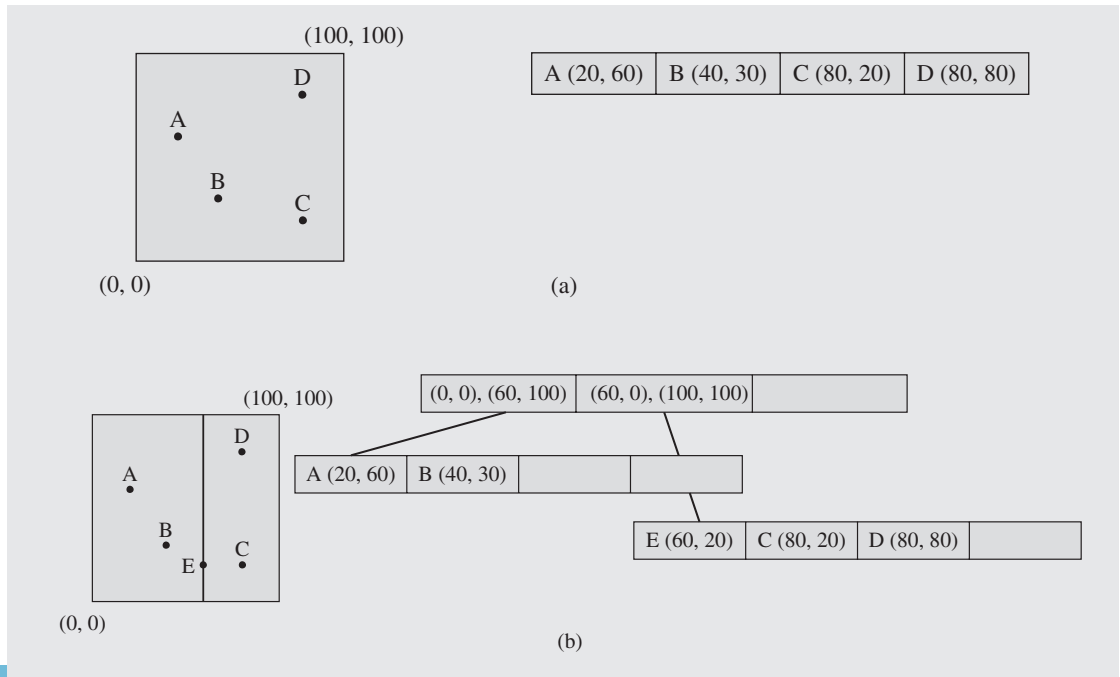 (100, 100)
D
A
B
C
(0, 0)
A (20, 60) B (40, 30) C (80, 20) D (80, 80)
(a)
(100, 100)
D
A
B
C
E
(0, 0)
(0, 0), (60, 100) (60, 0), (100, 100)
A (20, 60) B (40, 30)
E (60, 20) C (80, 20) D (80, 80)
(b)